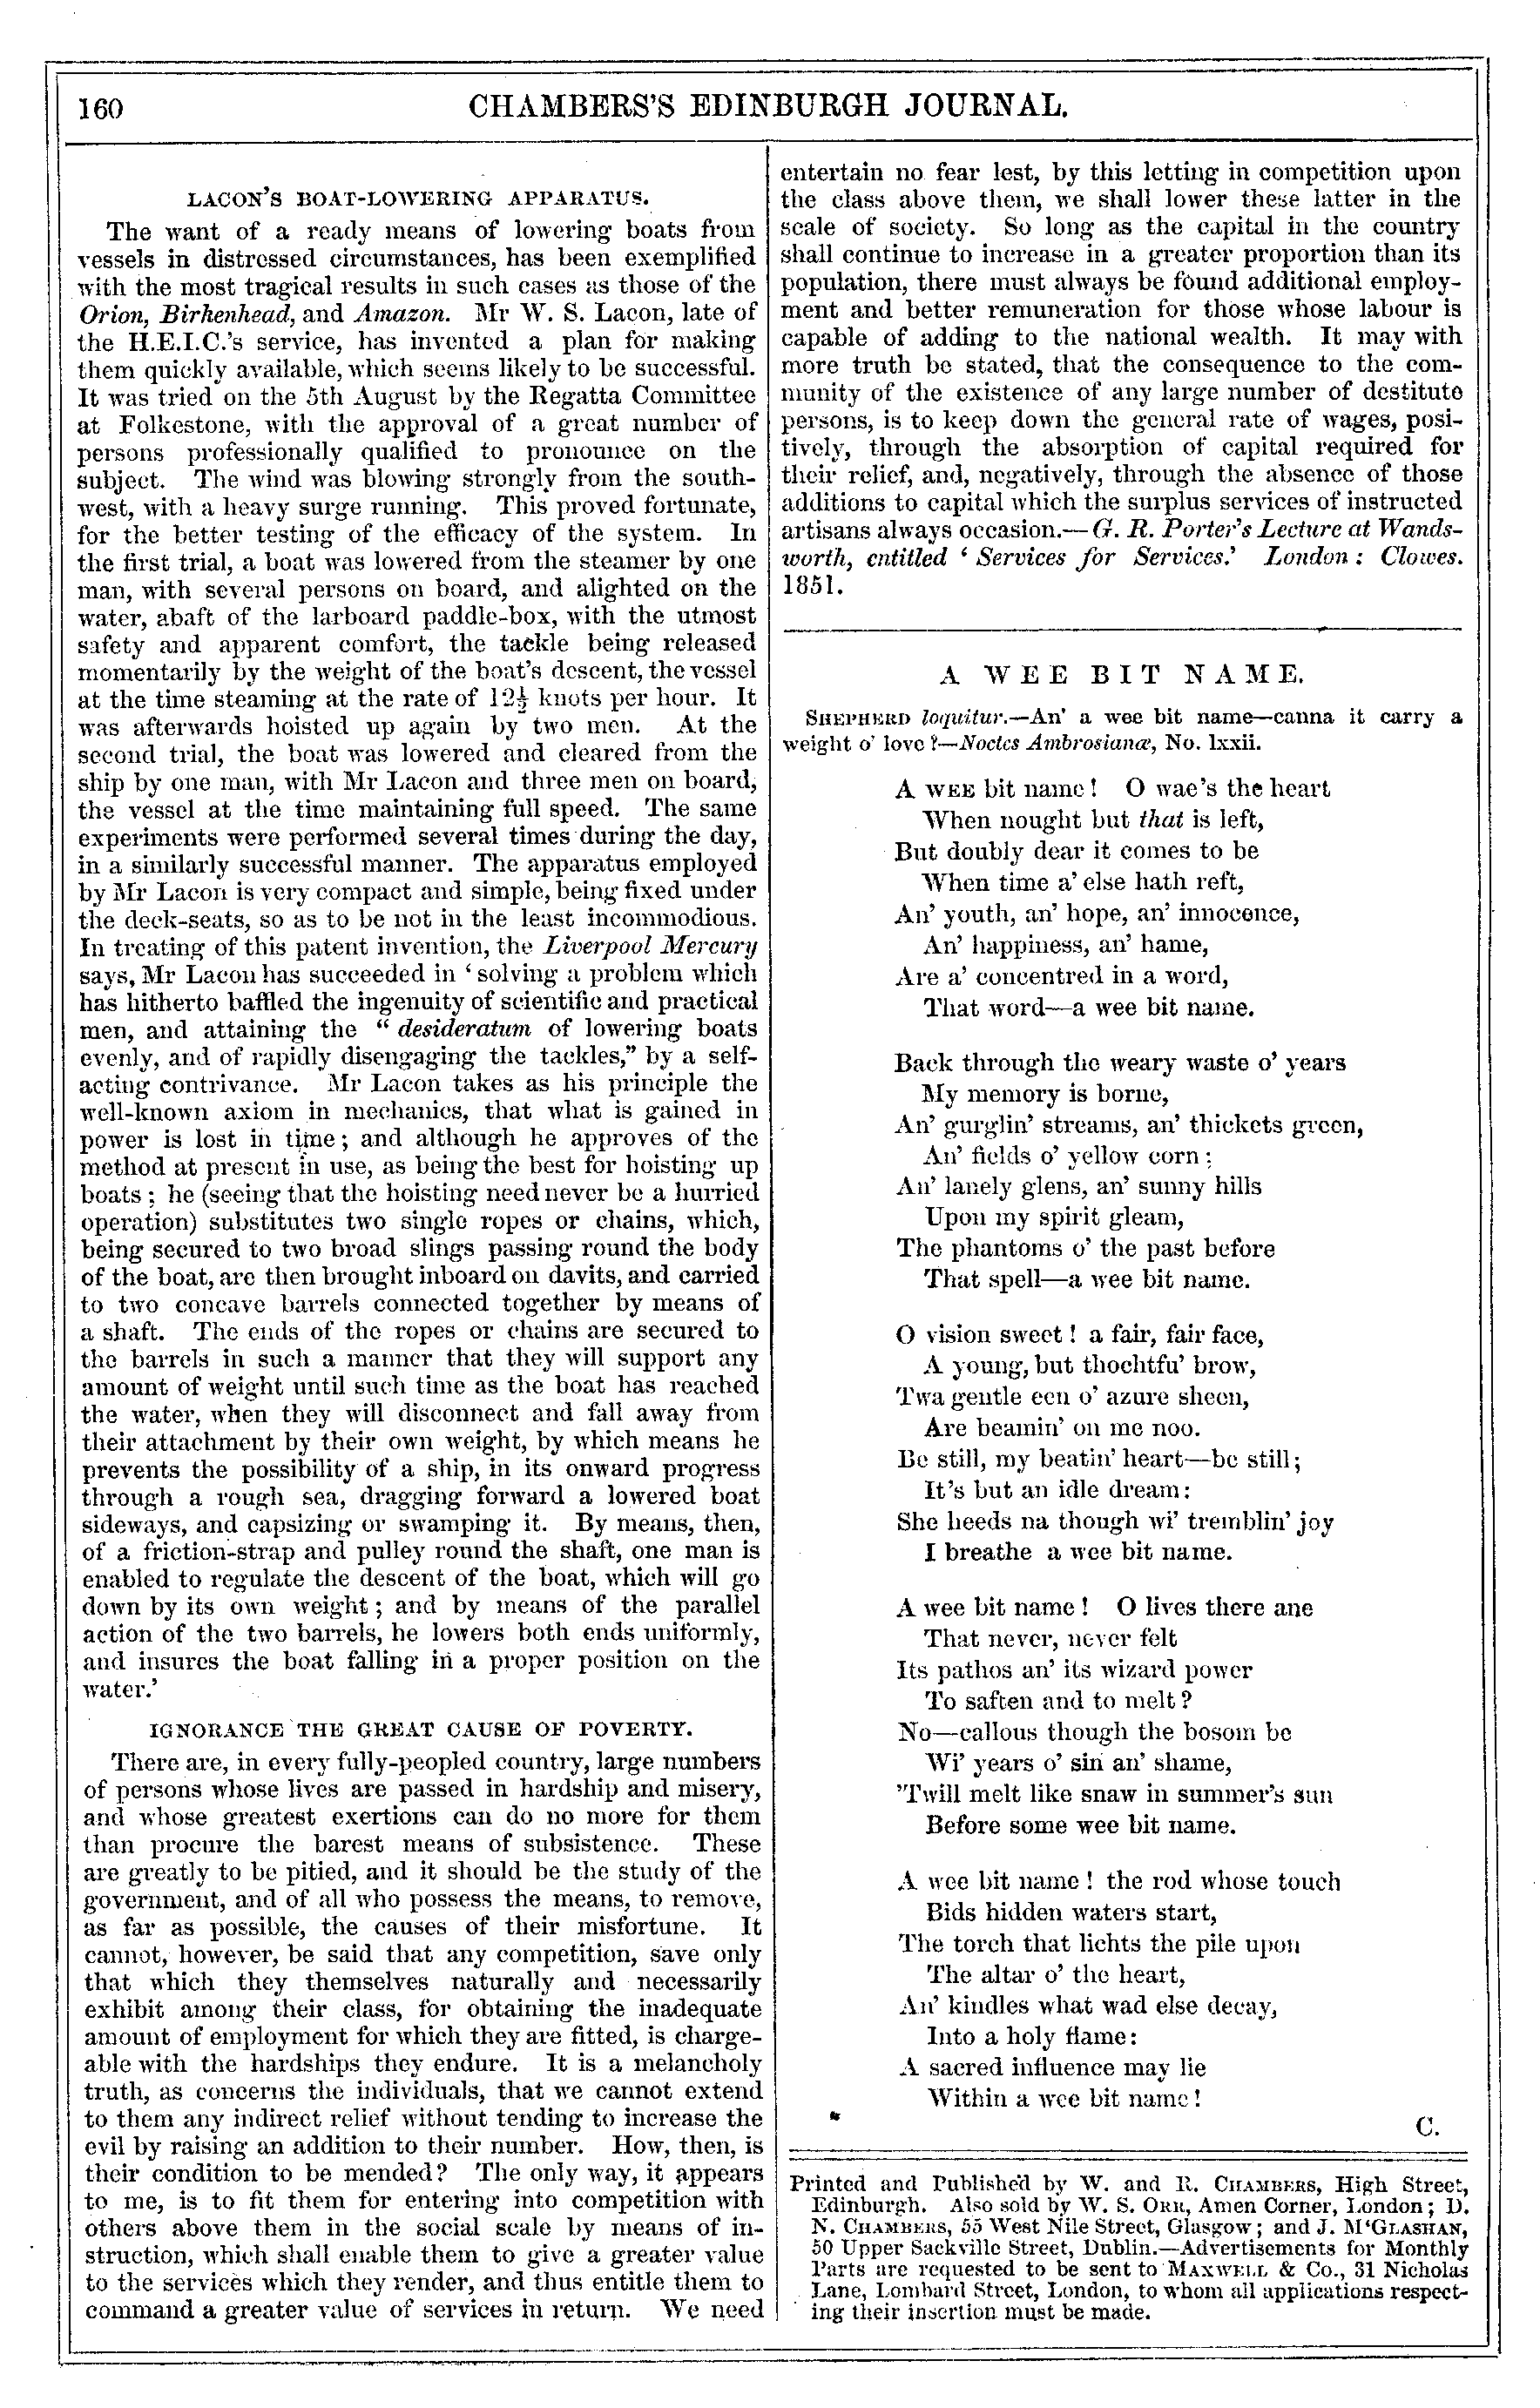 160
CHAMBERS'S EDINBURGH JOURNAL.
LACON'S BOAT-LOWERING APPARATUS.
The want of a ready means of lowering boats from
vessels in distressed circumstances, has been exemplified
with the most tragical results in such cases as those of the
Orion, Birkenhead, and Amazon. Mr W. S. Lacon, late of
the H.E.I.C.'s service, has invented a plan for making
them quickly available, which seems likely to be successful.
It was tried on the 5th August by the Regatta Committee
at Folkestone, with the approval of a great number of
persons professionally qualified to pronounce on the
subject. The wind was blowing strongly from the south-
west, with a heavy surge running. This proved fortunate,
for the better testing of the efficacy of the system. In
the first trial, a boat was lowered from the steamer by one
man, with several persons on board, and alighted on the
water, abaft of the larboard paddle-box, with the utmost
safety and apparent comfort, the tackle being released
momentarily by the weight of the boat's descent, the vessel
at the time steaming at the rate of 12½ knots per hour. It
was afterwards hoisted up again by two men. At the
second trial, the boat was lowered and cleared from the
ship by one man, with Mr Lacon and three men on board,
the vessel at the time maintaining full speed. The same
experiments were performed several times during the day,
in a similarly successful manner. The apparatus employed
by Mr Lacon is very compact and simple, being fixed under
the deck-seats, so as to be not in the least incommodious.
In treating of this patent invention, the Liverpool Mercury
says, Mr Lacon has succeeded in ‘solving a problem which
has hitherto baffled the ingenuity of scientific and practical
men, and attaining the “desideratum of lowering boats
evenly, and of rapidly disengaging the tackles,” by a self-
acting contrivance. Mr Lacon takes as his principle the
well-known axiom in mechanics, that what is gained in
power is lost in time; and although he approves of the
method at present in use, as being the best for hoisting up
boats; he (seeing that the hoisting need never be a hurried
operation) substitutes two single ropes or chains, which,
being secured to two broad slings passing round the body
of the boat, are then brought inboard on davits, and carried
to two concave barrels connected together by means of
a shaft. The ends of the ropes or chains are secured to
the barrels in such a manner that they will support any
amount of weight until such time as the boat has reached
the water, when they will disconnect and fall away from
their attachment by their own weight, by which means he
prevents the possibility of a ship, in its onward progress
through a rough sea, dragging forward a lowered boat
sideways, and capsizing or swamping it. By means, then,
of a friction-strap and pulley round the shaft, one man is
enabled to regulate the descent of the boat, which will go
down by its own weight; and by means of the parallel
action of the two barrels, he lowers both ends uniformly,
and insures the boat falling in a proper position on the
water.’
IGNORANCE THE GREAT CAUSE OF POVERTY.
There are, in every fully-peopled country, large numbers
of persons whose lives are passed in hardship and misery,
and whose greatest exertions can do no more for them
than procure the barest means of subsistence. These
are greatly to be pitied, and it should be the study of the
government, and of all who possess the means, to remove,
as far as possible, the causes of their misfortune. It
cannot, however, be said that any competition, save only
that which they themselves naturally and necessarily
exhibit among their class, for obtaining the inadequate
amount of employment for which they are fitted, is charge-
able with the hardships they endure. It is a melancholy
truth, as concerns the individuals, that we cannot extend
to them any indirect relief without tending to increase the
evil by raising an addition to their number. How, then, is
their condition to be mended? The only way, it appears
to me, is to fit them for entering into competition with
others above them in the social scale by means of in-
struction, which shall enable them to give a greater value
to the services which they render, and thus entitle them to
command a greater value of services in return. We need
entertain no fear lest, by this letting in competition upon
the class above them, we shall lower these latter in the
scale of society. So long as the capital in the country
shall continue to increase in a greater proportion than its
population, there must always be found additional employ-
ment and better remuneration for those whose labour is
capable of adding to the national wealth. It may with
more truth be stated, that the consequence to the com-
munity of the existence of any large number of destitute
persons, is to keep down the general rate of wages, posi-
tively, through the absorption of capital required for
their relief, and, negatively, through the absence of those
additions to capital which the surplus services of instructed
artisans always occasion.—G. R. Porter's Lecture at Wands-
worth, entitled ‘Services for Services.’ London: Clowes.
1851.
A WEE BIT NAME.
SHEPHERD loquitur.—An' a wee bit name—canna it carry a
weight o' love?—Noctes Ambrosianæ, No. lxxii.
A WEE bit name! O wae's the heart
When nought but that is left,
But doubly dear it comes to be
When time a' else hath reft,
An' youth, an' hope, an' innocence,
An' happiness, an' hame,
Are a' concentred in a word,
That word—a wee bit name.
Back through the weary waste o' years
My memory is borne,
An' gurglin' streams, an' thickets green,
An' fields o' yellow corn;
An' lanely glens, an' sunny hills
Upon my spirit gleam,
The phantoms o' the past before
That spell—a wee bit name.
O vision sweet! a fair, fair face,
A young, but thochtfu' brow,
Twa gentle een o' azure sheen,
Are beamin' on me noo.
Be still, my beatin' heart—be still;
It's but an idle dream:
She heeds na though wi' tremblin' joy
I breathe a wee bit name.
A wee bit name! O lives there ane
That never, never felt
Its pathos an' its wizard power
To saften and to melt?
No—callous though the bosom be
Wi' years o' sin an' shame,
'Twill melt like snaw in summer's sun
Before some wee bit name.
A wee bit name! the rod whose touch
Bids hidden waters start,
The torch that lichts the pile upon
The altar o' the heart,
An' kindles what wad else decay,
Into a holy flame:
A sacred influence may lie
Within a wee bit name!
C.
Printed and Published by W. and R. CHAMBERS, High Street,
Edinburgh. Also sold by W. S. ORR, Amen Corner, London; D.
N. CHAMBERS, 55 West Nile Street, Glasgow; and J. M‘GLASHAN,
50 Upper Sackville Street, Dublin.—Advertisements for Monthly
Parts are requested to be sent to MAXWELL & Co., 31 Nicholas
Lane, Lombard Street, London, to whom all applications respect-
ing their insertion must be made.